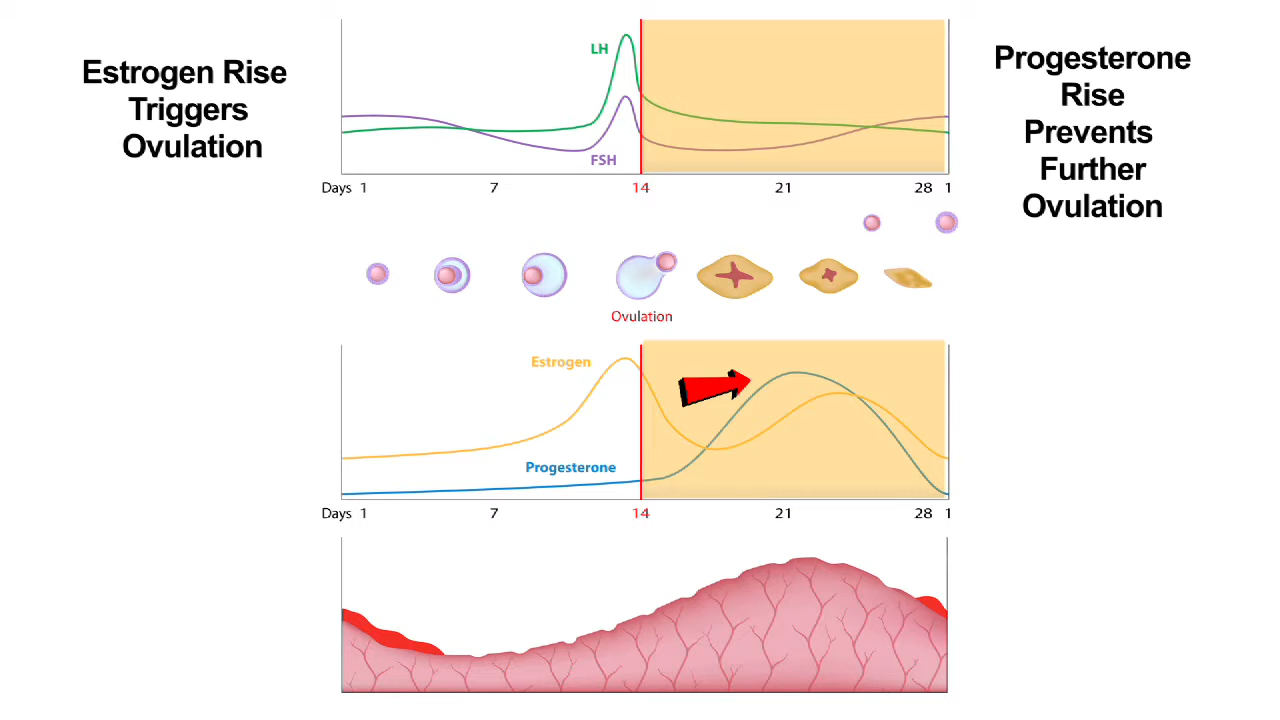 Estrogen Rise
Triggers
Ovulation
Progesterone
Rise
Prevents
Further
Ovulation
LH
FSH
Days 1 7 14 21 28 1
Ovulation
Estrogen
Progesterone
Days 1 7 14 21 28 1